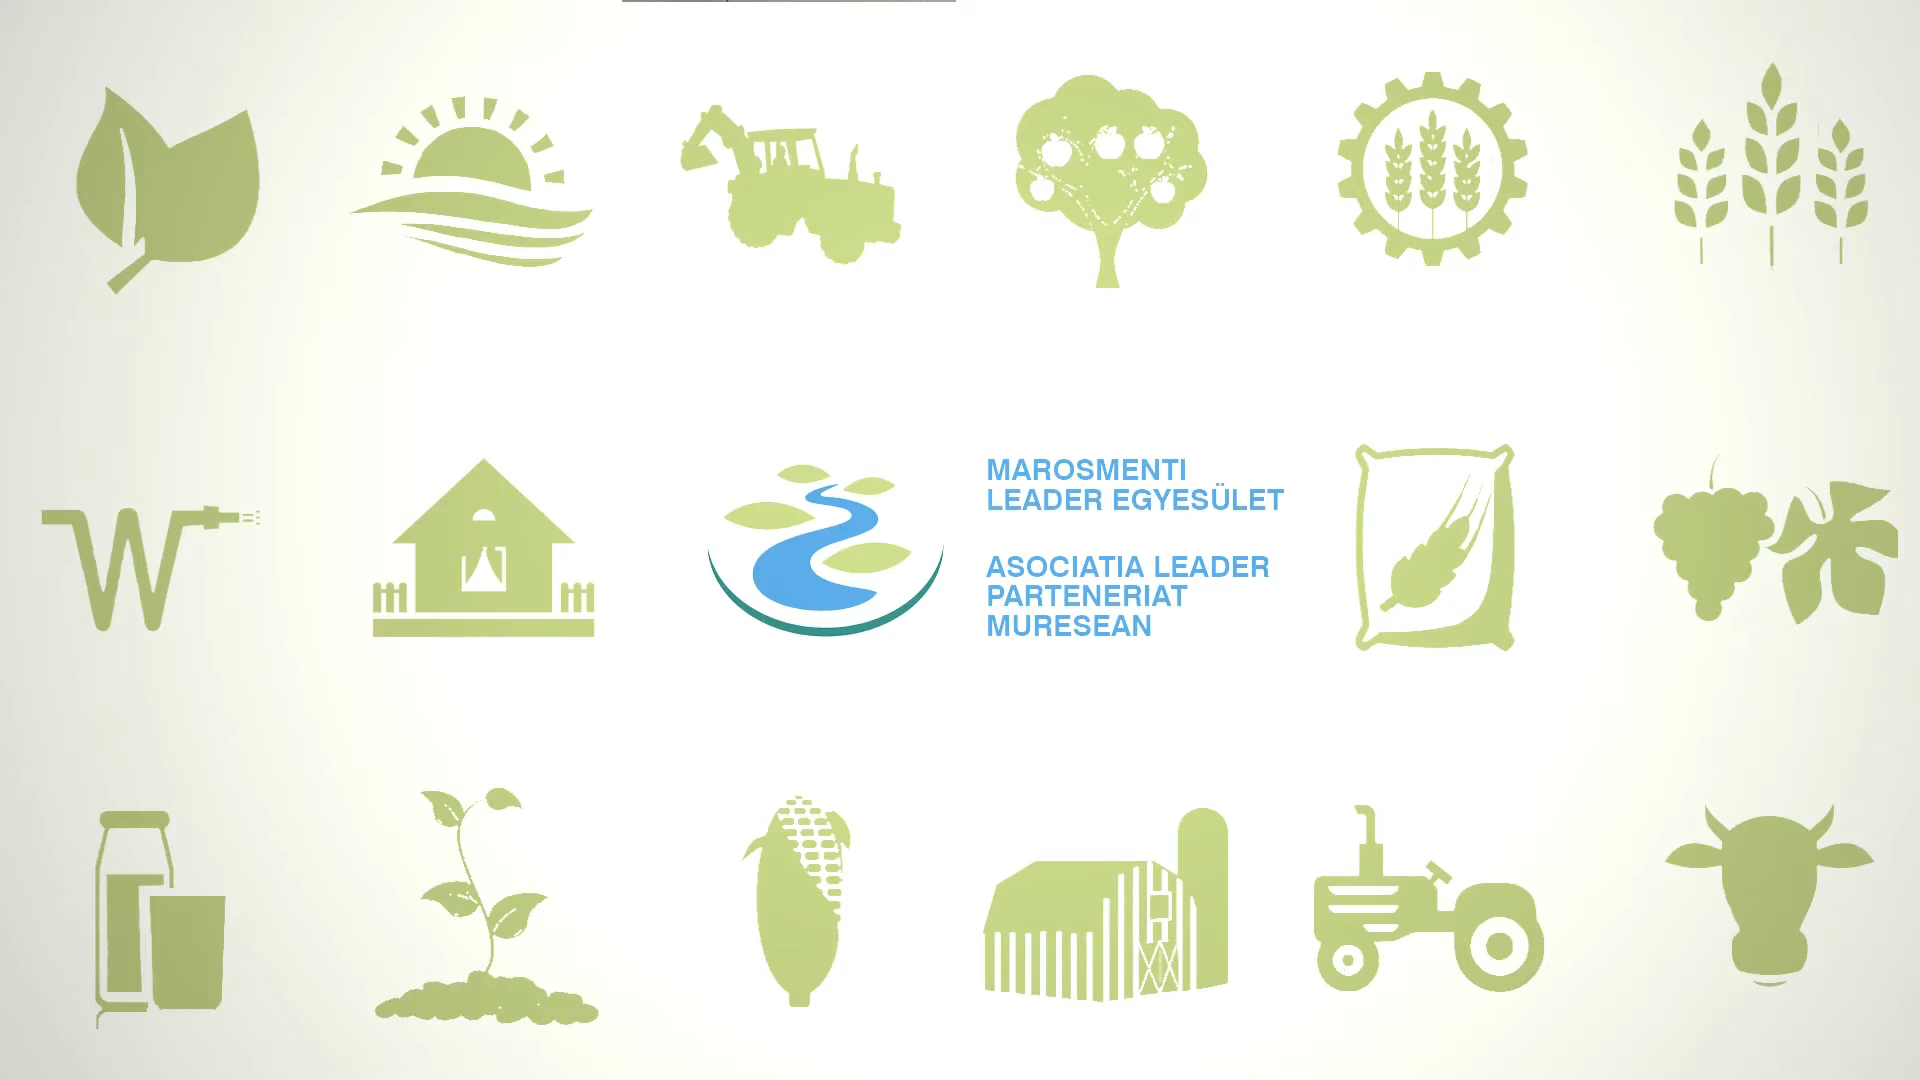 MAROSMENTI
LEADER EGYESÜLET
ASOCIATIA LEADER
PARTENERIAT
MURESEAN